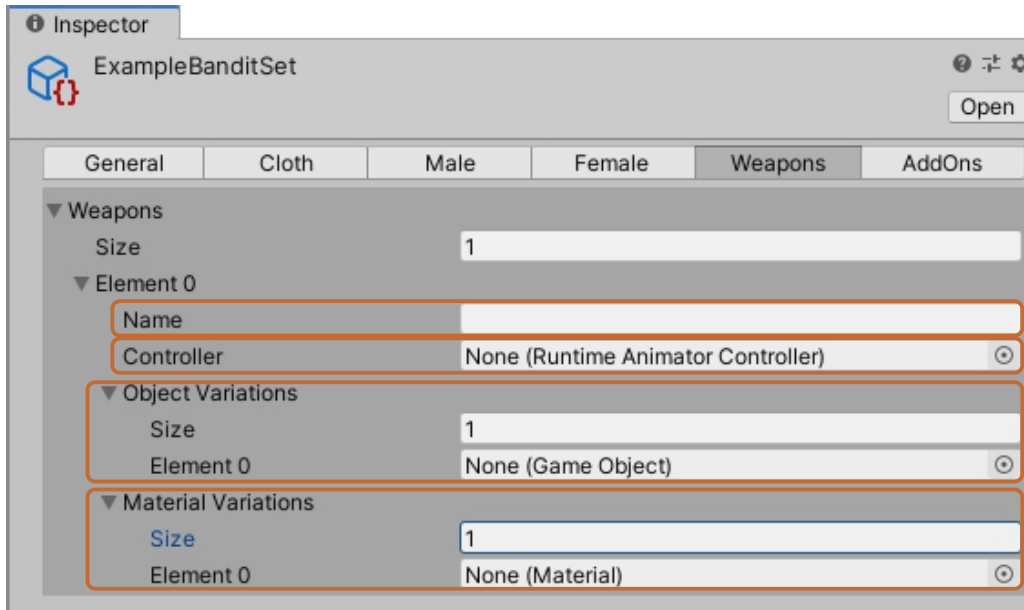 Inspector
ExampleBanditSet
Open
General Cloth Male Female Weapons AddOns
Weapons
Size 1
Element 0
Name
Controller None (Runtime Animator Controller)
Object Variations
Size 1
Element 0 None (Game Object)
Material Variations
Size 1
Element 0 None (Material)